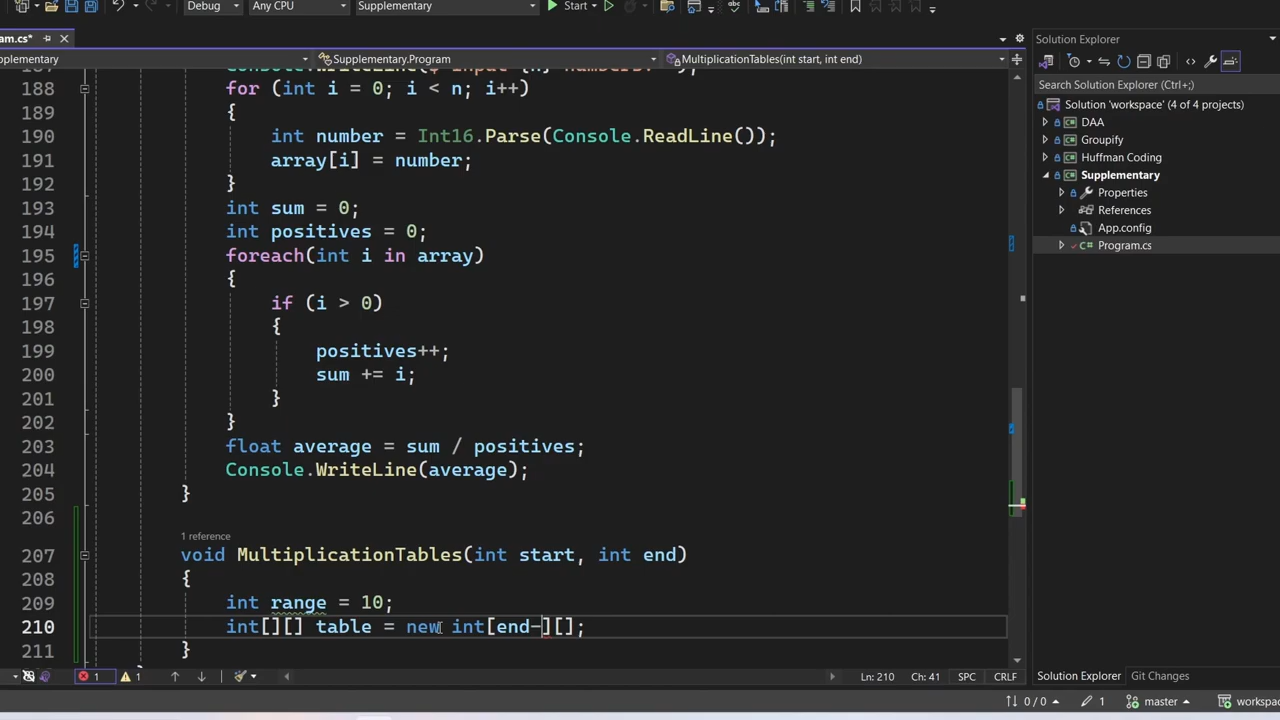 Debug Any CPU Supplementary Start
am.cs*
pplementary Supplementary.Program MultiplicationTables(int start, int end)
188 for (int i = 0; i < n; i++)
189 {
190 int number = Int16.Parse(Console.ReadLine());
191 array[i] = number;
192 }
193 int sum = 0;
194 int positives = 0;
195 foreach(int i in array)
196 {
197 if (i > 0)
198 {
199 positives++;
200 sum += i;
201 }
202 }
203 float average = sum / positives;
204 Console.WriteLine(average);
205 }
206
1 reference
207 void MultiplicationTables(int start, int end)
208 {
209 int range = 10;
210 int[][] table = new int[end-][];
211 }
1 1 Ln: 210 Ch: 41 SPC CRLF
Solution Explorer
Search Solution Explorer (Ctrl+;)
Solution 'workspace' (4 of 4 projects)
DAA
Groupify
Huffman Coding
Supplementary
Properties
References
App.config
C# Program.cs
Solution Explorer Git Changes
0 / 0 1 master workspac